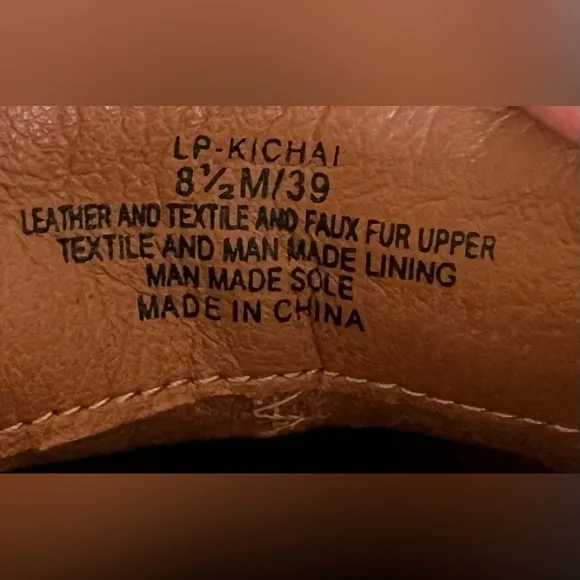 LP-KICHAI
8½M/39
LEATHER AND TEXTILE AND FAUX FUR UPPER
TEXTILE AND MAN MADE LINING
MAN MADE SOLE
MADE IN CHINA